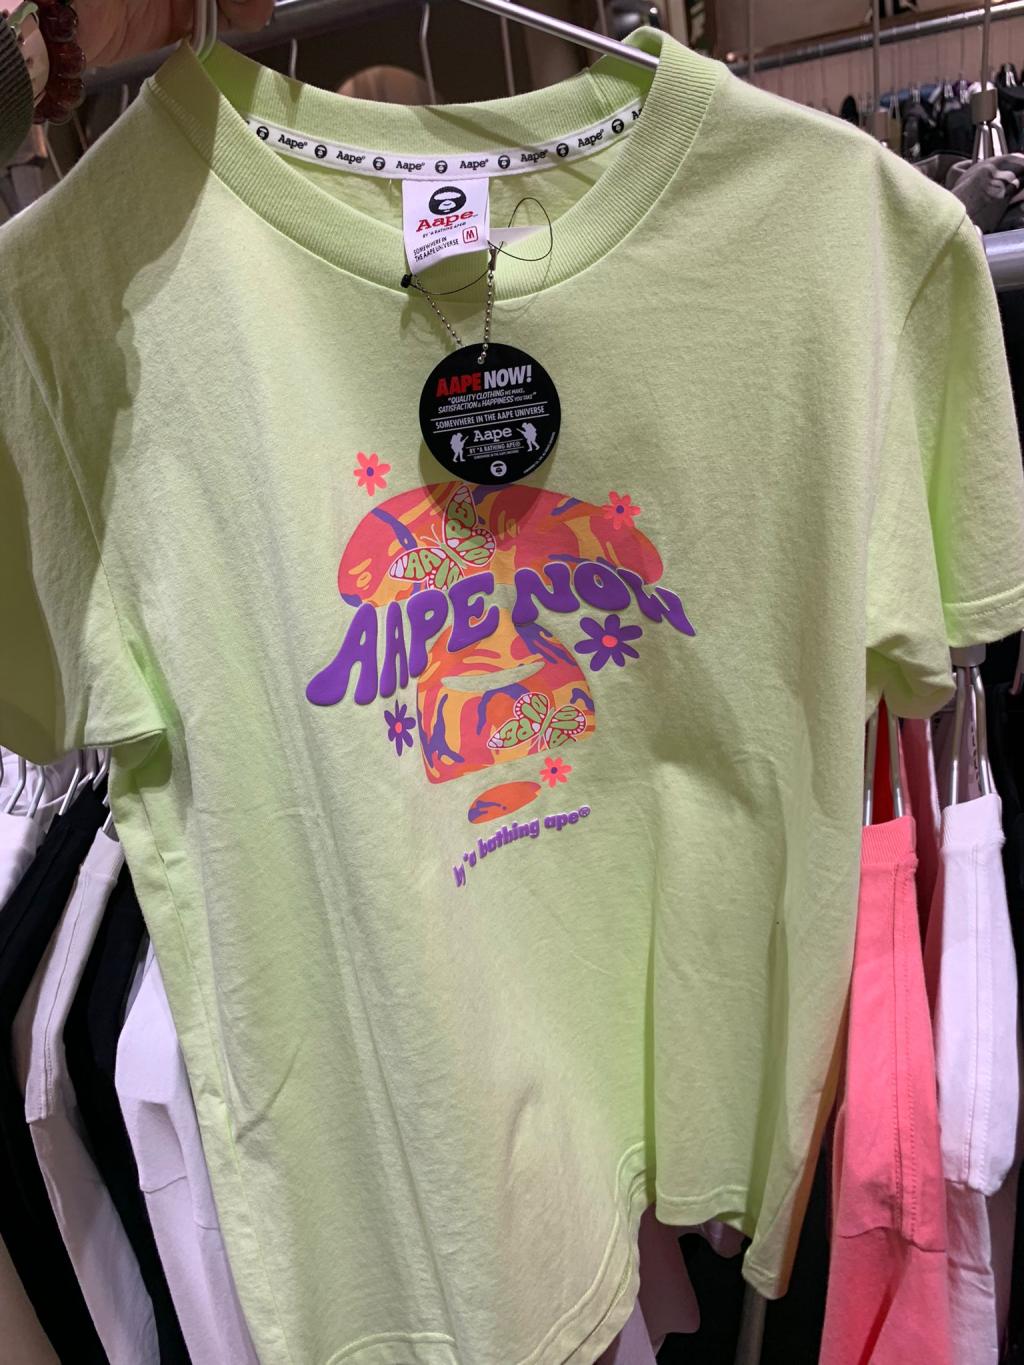 Aape® Aape® Aape® Aape® Aape® Aape®
Aape®
BY *A BATHING APE®
SOMEWHERE IN
THE AAPE UNIVERSE
M
AAPE NOW!
"QUALITY CLOTHING WE MAKE,
SATISFACTION & HAPPINESS YOU TAKE"
SOMEWHERE IN THE AAPE UNIVERSE
Aape
BY *A BATHING APE®
AAPE
AAPE NOW
by *a bathing ape®